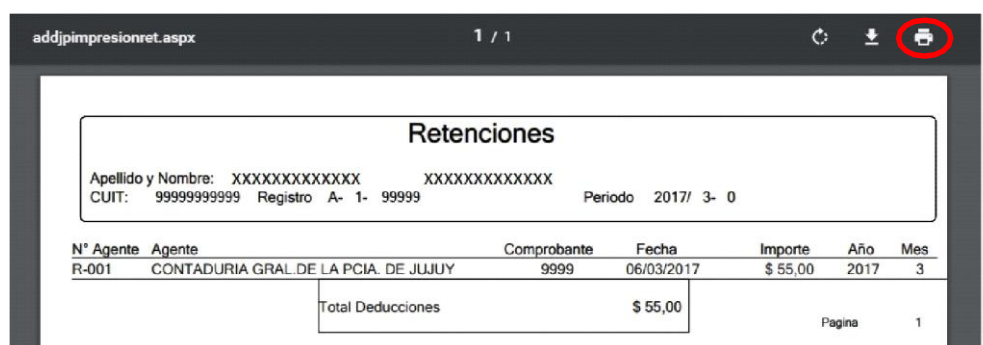 addjpimpresionret.aspx 1 / 1
Retenciones
Apellido y Nombre: XXXXXXXXXXXXX XXXXXXXXXXXXX
CUIT: 99999999999 Registro A- 1- 99999 Periodo 2017/ 3- 0
N° Agente Agente Comprobante Fecha Importe Año Mes
R-001 CONTADURIA GRAL.DE LA PCIA. DE JUJUY 9999 06/03/2017 $ 55,00 2017 3
Total Deducciones $ 55,00
Pagina 1